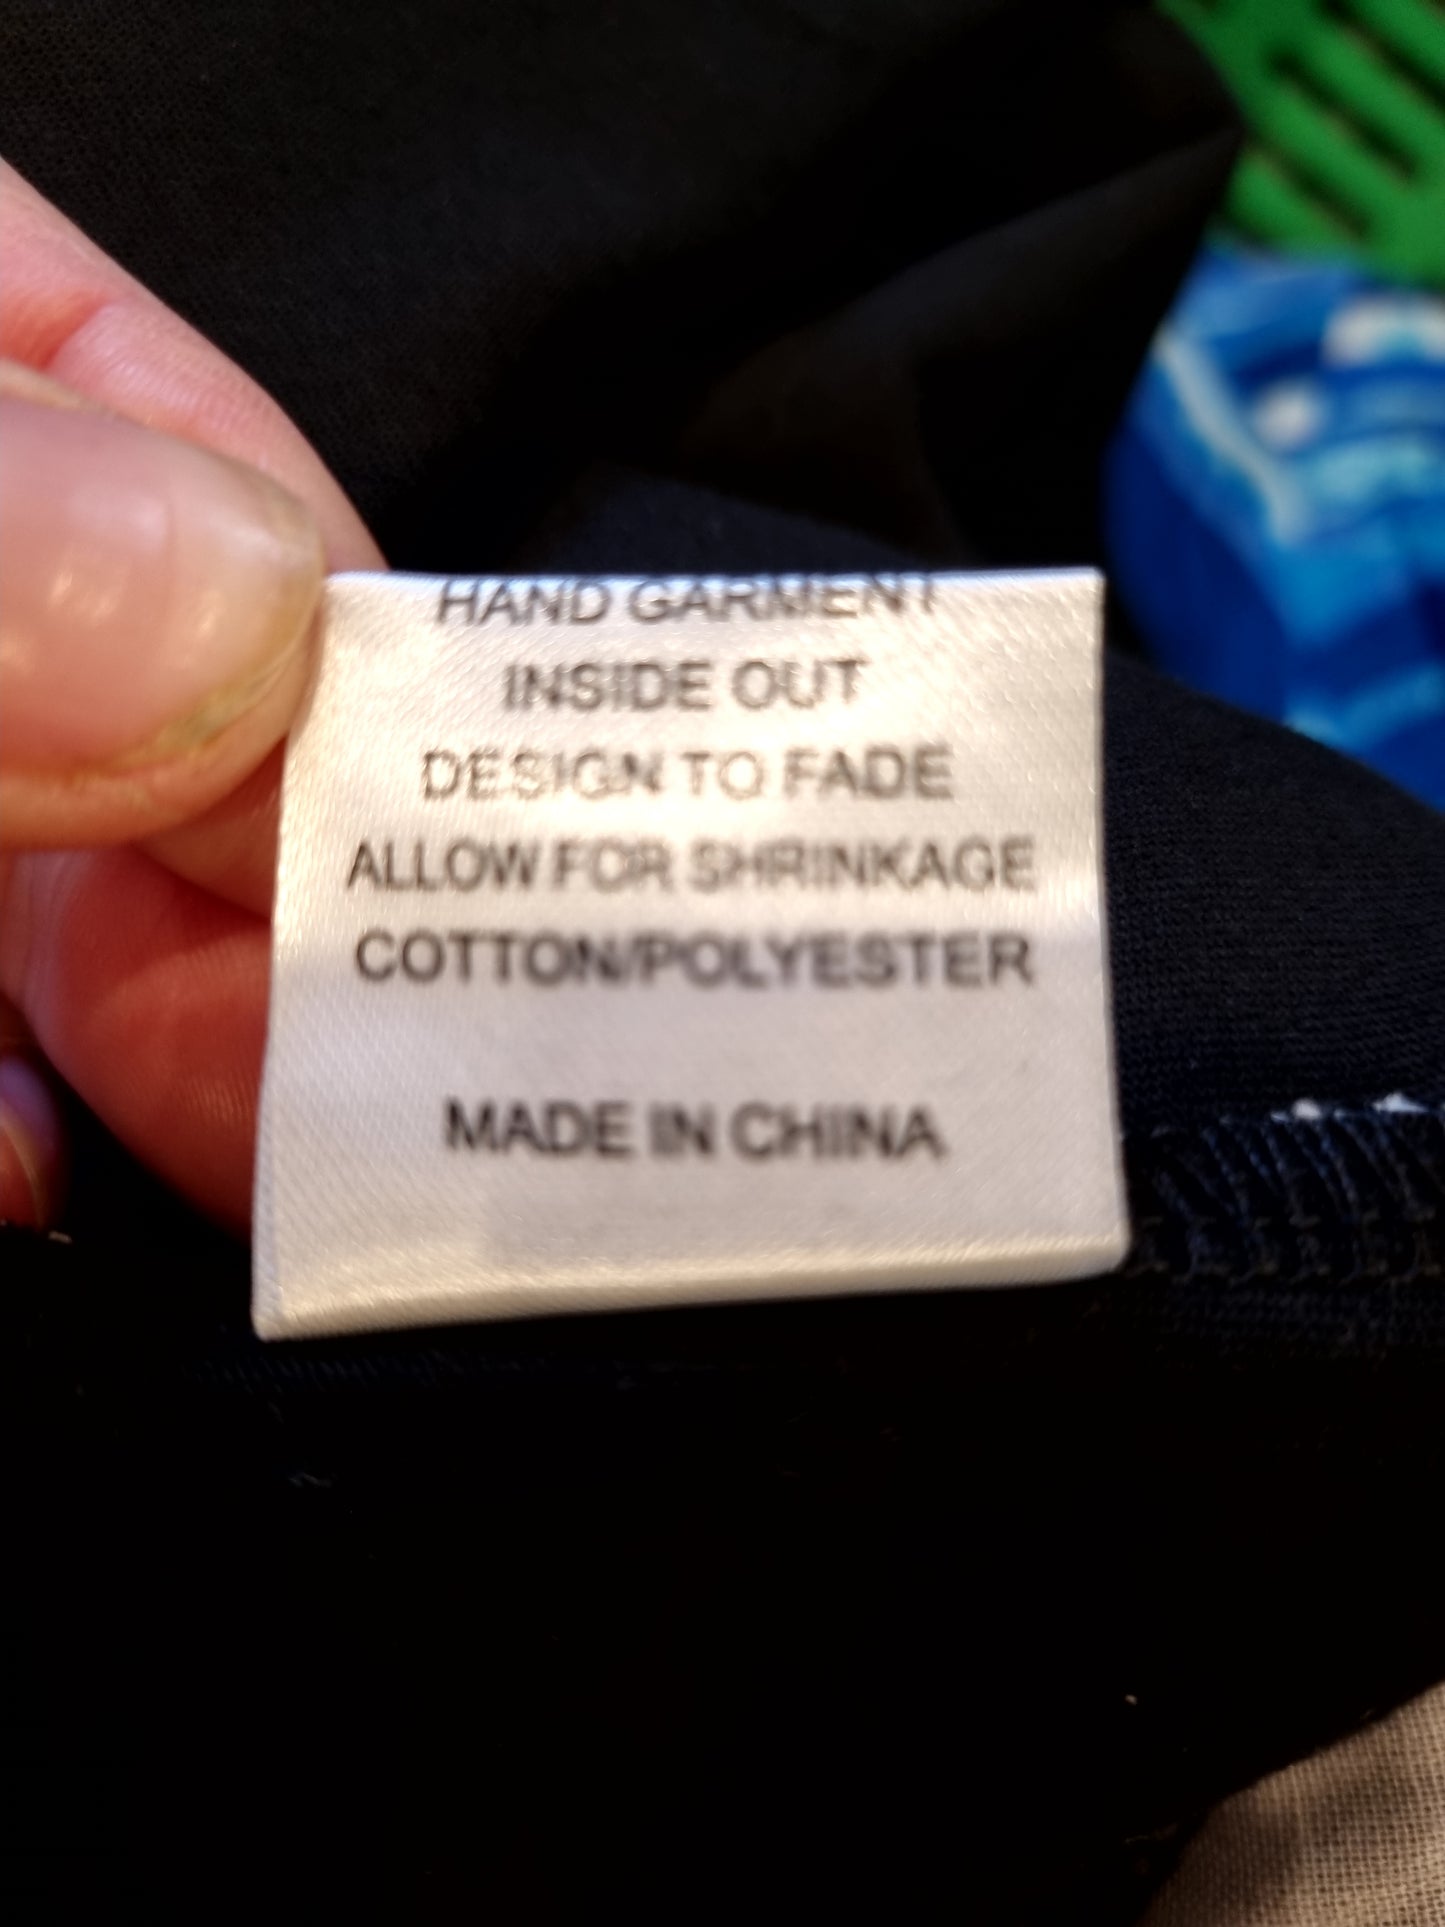 HAND GARMENT
INSIDE OUT
DESIGN TO FADE
ALLOW FOR SHRINKAGE
COTTON/POLYESTER
MADE IN CHINA